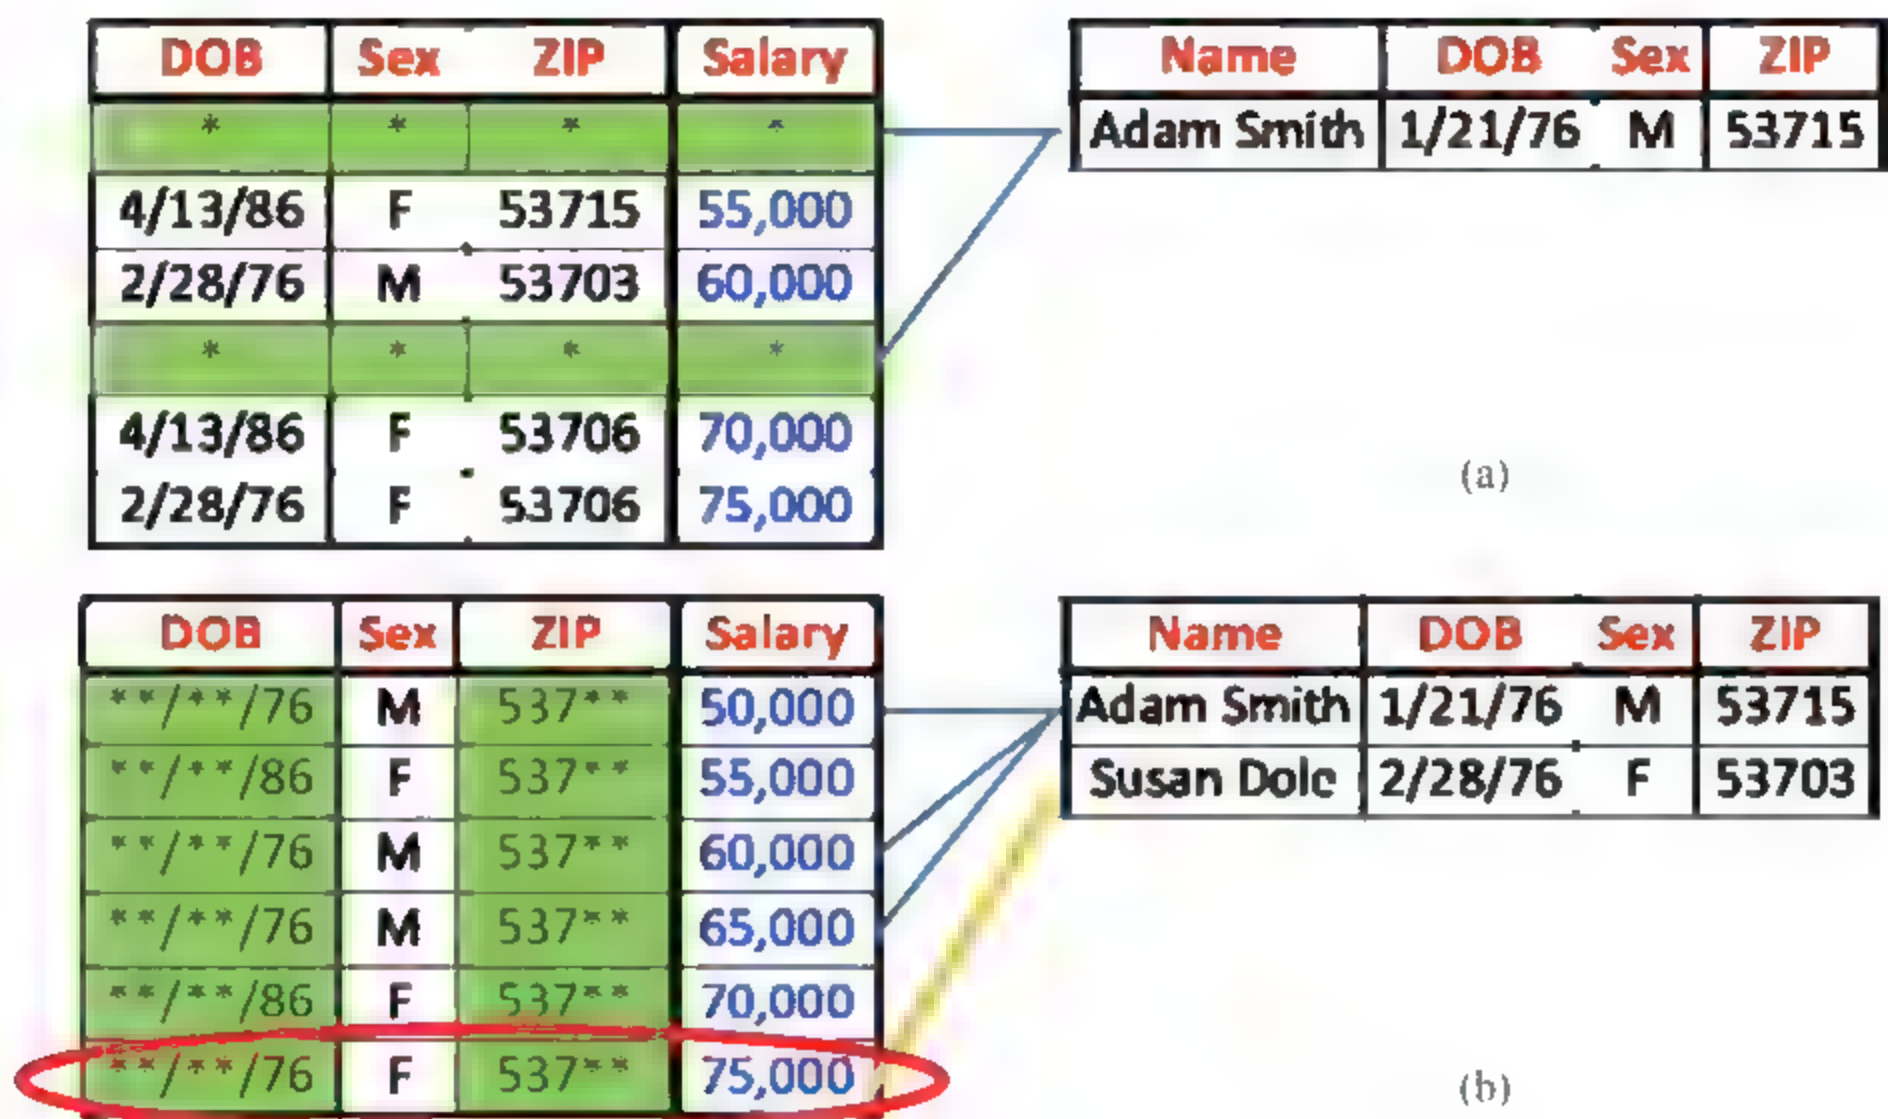 DOB Sex ZIP Salary
* * * *
4/13/86 F 53715 55,000
2/28/76 M 53703 60,000
* * * *
4/13/86 F 53706 70,000
2/28/76 F 53706 75,000
Name DOB Sex ZIP
Adam Smith 1/21/76 M 53715
(a)
DOB Sex ZIP Salary
**/**/76 M 537** 50,000
**/**/86 F 537** 55,000
**/**/76 M 537** 60,000
**/**/76 M 537** 65,000
**/**/86 F 537** 70,000
**/**/76 F 537** 75,000
Name DOB Sex ZIP
Adam Smith 1/21/76 M 53715
Susan Dole 2/28/76 F 53703
(b)